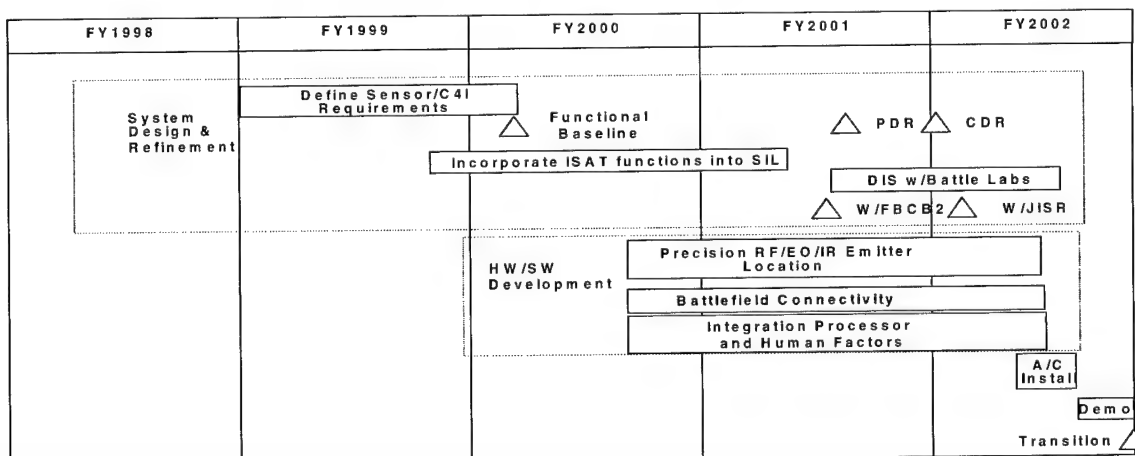 FY1998 FY1999 FY2000 FY2001 FY2002
Define Sensor/C4I
Requirements
System
Design &
Refinement
Functional
Baseline
PDR CDR
Incorporate ISAT functions into SIL
DIS w/Battle Labs
W/FBCB2 W/JISR
HW/SW
Development
Precision RF/EO/IR Emitter
Location
Battlefield Connectivity
Integration Processor
and Human Factors
A/C
Install
Demo
Transition